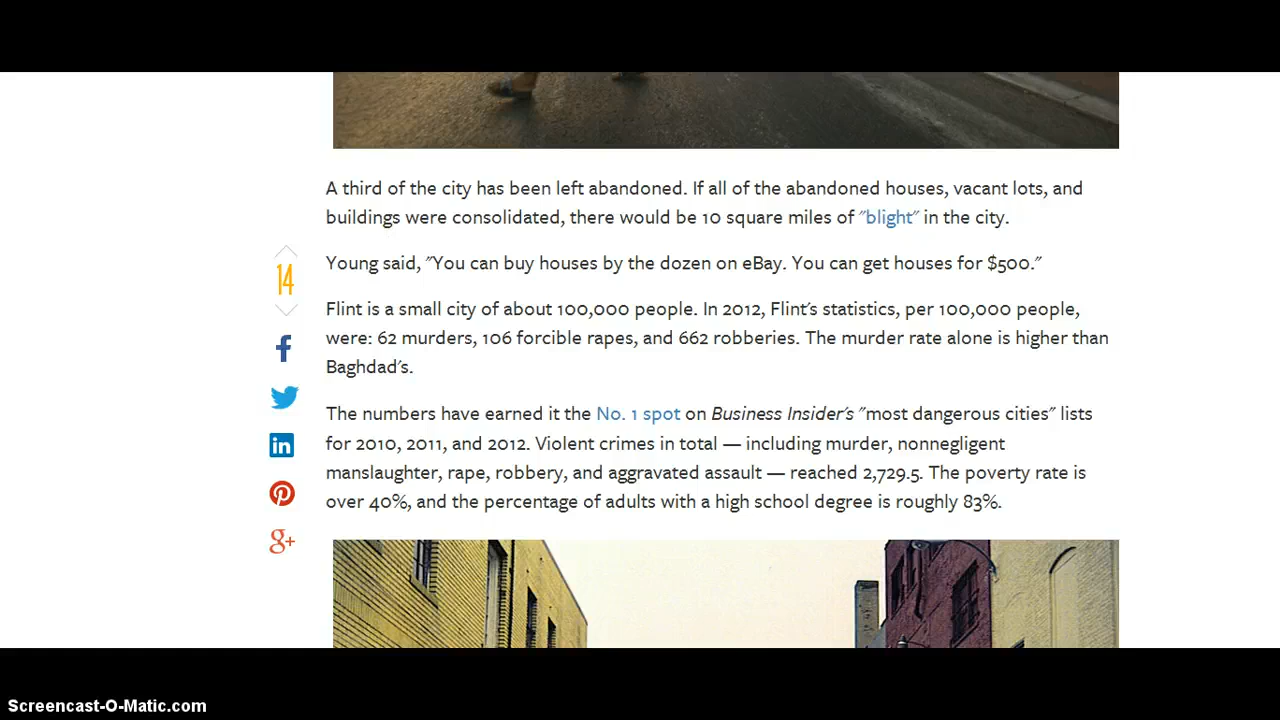 A third of the city has been left abandoned. If all of the abandoned houses, vacant lots, and
buildings were consolidated, there would be 10 square miles of "blight" in the city.
14
Young said, "You can buy houses by the dozen on eBay. You can get houses for $500."
Flint is a small city of about 100,000 people. In 2012, Flint's statistics, per 100,000 people,
were: 62 murders, 106 forcible rapes, and 662 robberies. The murder rate alone is higher than
Baghdad's.
The numbers have earned it the No. 1 spot on Business Insider's "most dangerous cities" lists
for 2010, 2011, and 2012. Violent crimes in total — including murder, nonnegligent
manslaughter, rape, robbery, and aggravated assault — reached 2,729.5. The poverty rate is
over 40%, and the percentage of adults with a high school degree is roughly 83%.
f
in
g+
Screencast-O-Matic.com